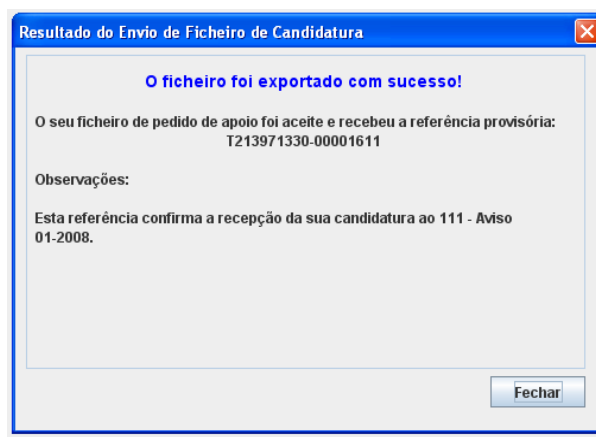 Resultado do Envio de Ficheiro de Candidatura
O ficheiro foi exportado com sucesso!
O seu ficheiro de pedido de apoio foi aceite e recebeu a referência provisória:
T213971330-00001611
Observações:
Esta referência confirma a recepção da sua candidatura ao 111 - Aviso
01-2008.
Fechar